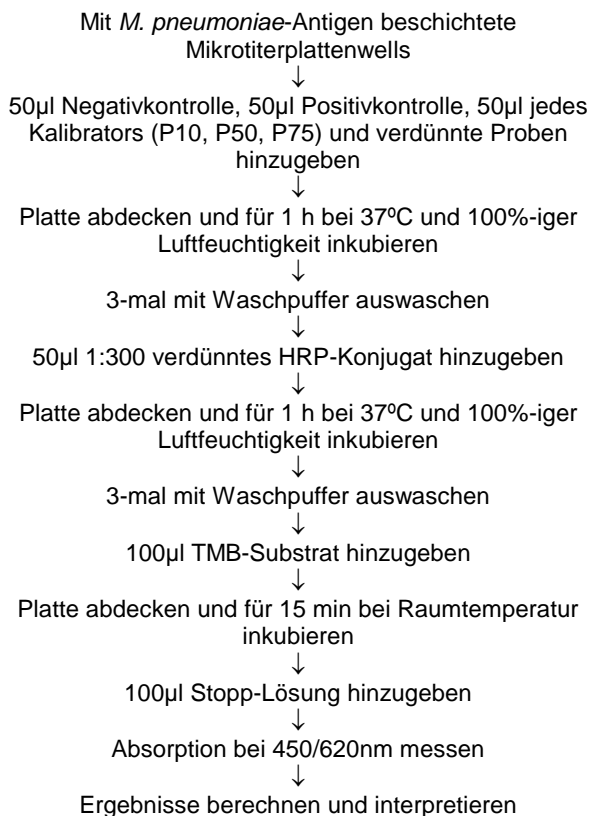 Mit M. pneumoniae-Antigen beschichtete
Mikrotiterplattenwells
↓
50µl Negativkontrolle, 50µl Positivkontrolle, 50µl jedes
Kalibrators (P10, P50, P75) und verdünnte Proben
hinzugeben
↓
Platte abdecken und für 1 h bei 37ºC und 100%-iger
Luftfeuchtigkeit inkubieren
↓
3-mal mit Waschpuffer auswaschen
↓
50µl 1:300 verdünntes HRP-Konjugat hinzugeben
↓
Platte abdecken und für 1 h bei 37ºC und 100%-iger
Luftfeuchtigkeit inkubieren
↓
3-mal mit Waschpuffer auswaschen
↓
100µl TMB-Substrat hinzugeben
↓
Platte abdecken und für 15 min bei Raumtemperatur
inkubieren
↓
100µl Stopp-Lösung hinzugeben
↓
Absorption bei 450/620nm messen
↓
Ergebnisse berechnen und interpretieren